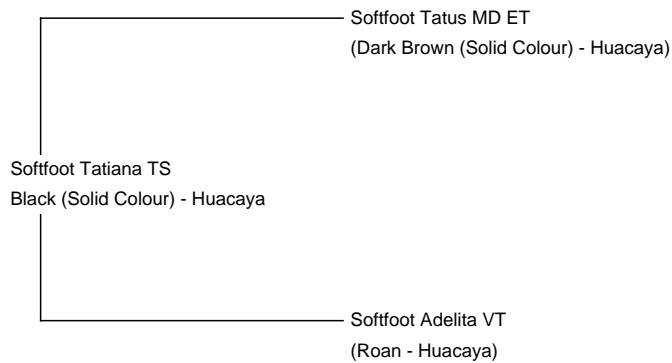 Softfoot Tatus MD ET
(Dark Brown (Solid Colour) - Huacaya)
Softfoot Tatiana TS
Black (Solid Colour) - Huacaya
Softfoot Adelita VT
(Roan - Huacaya)